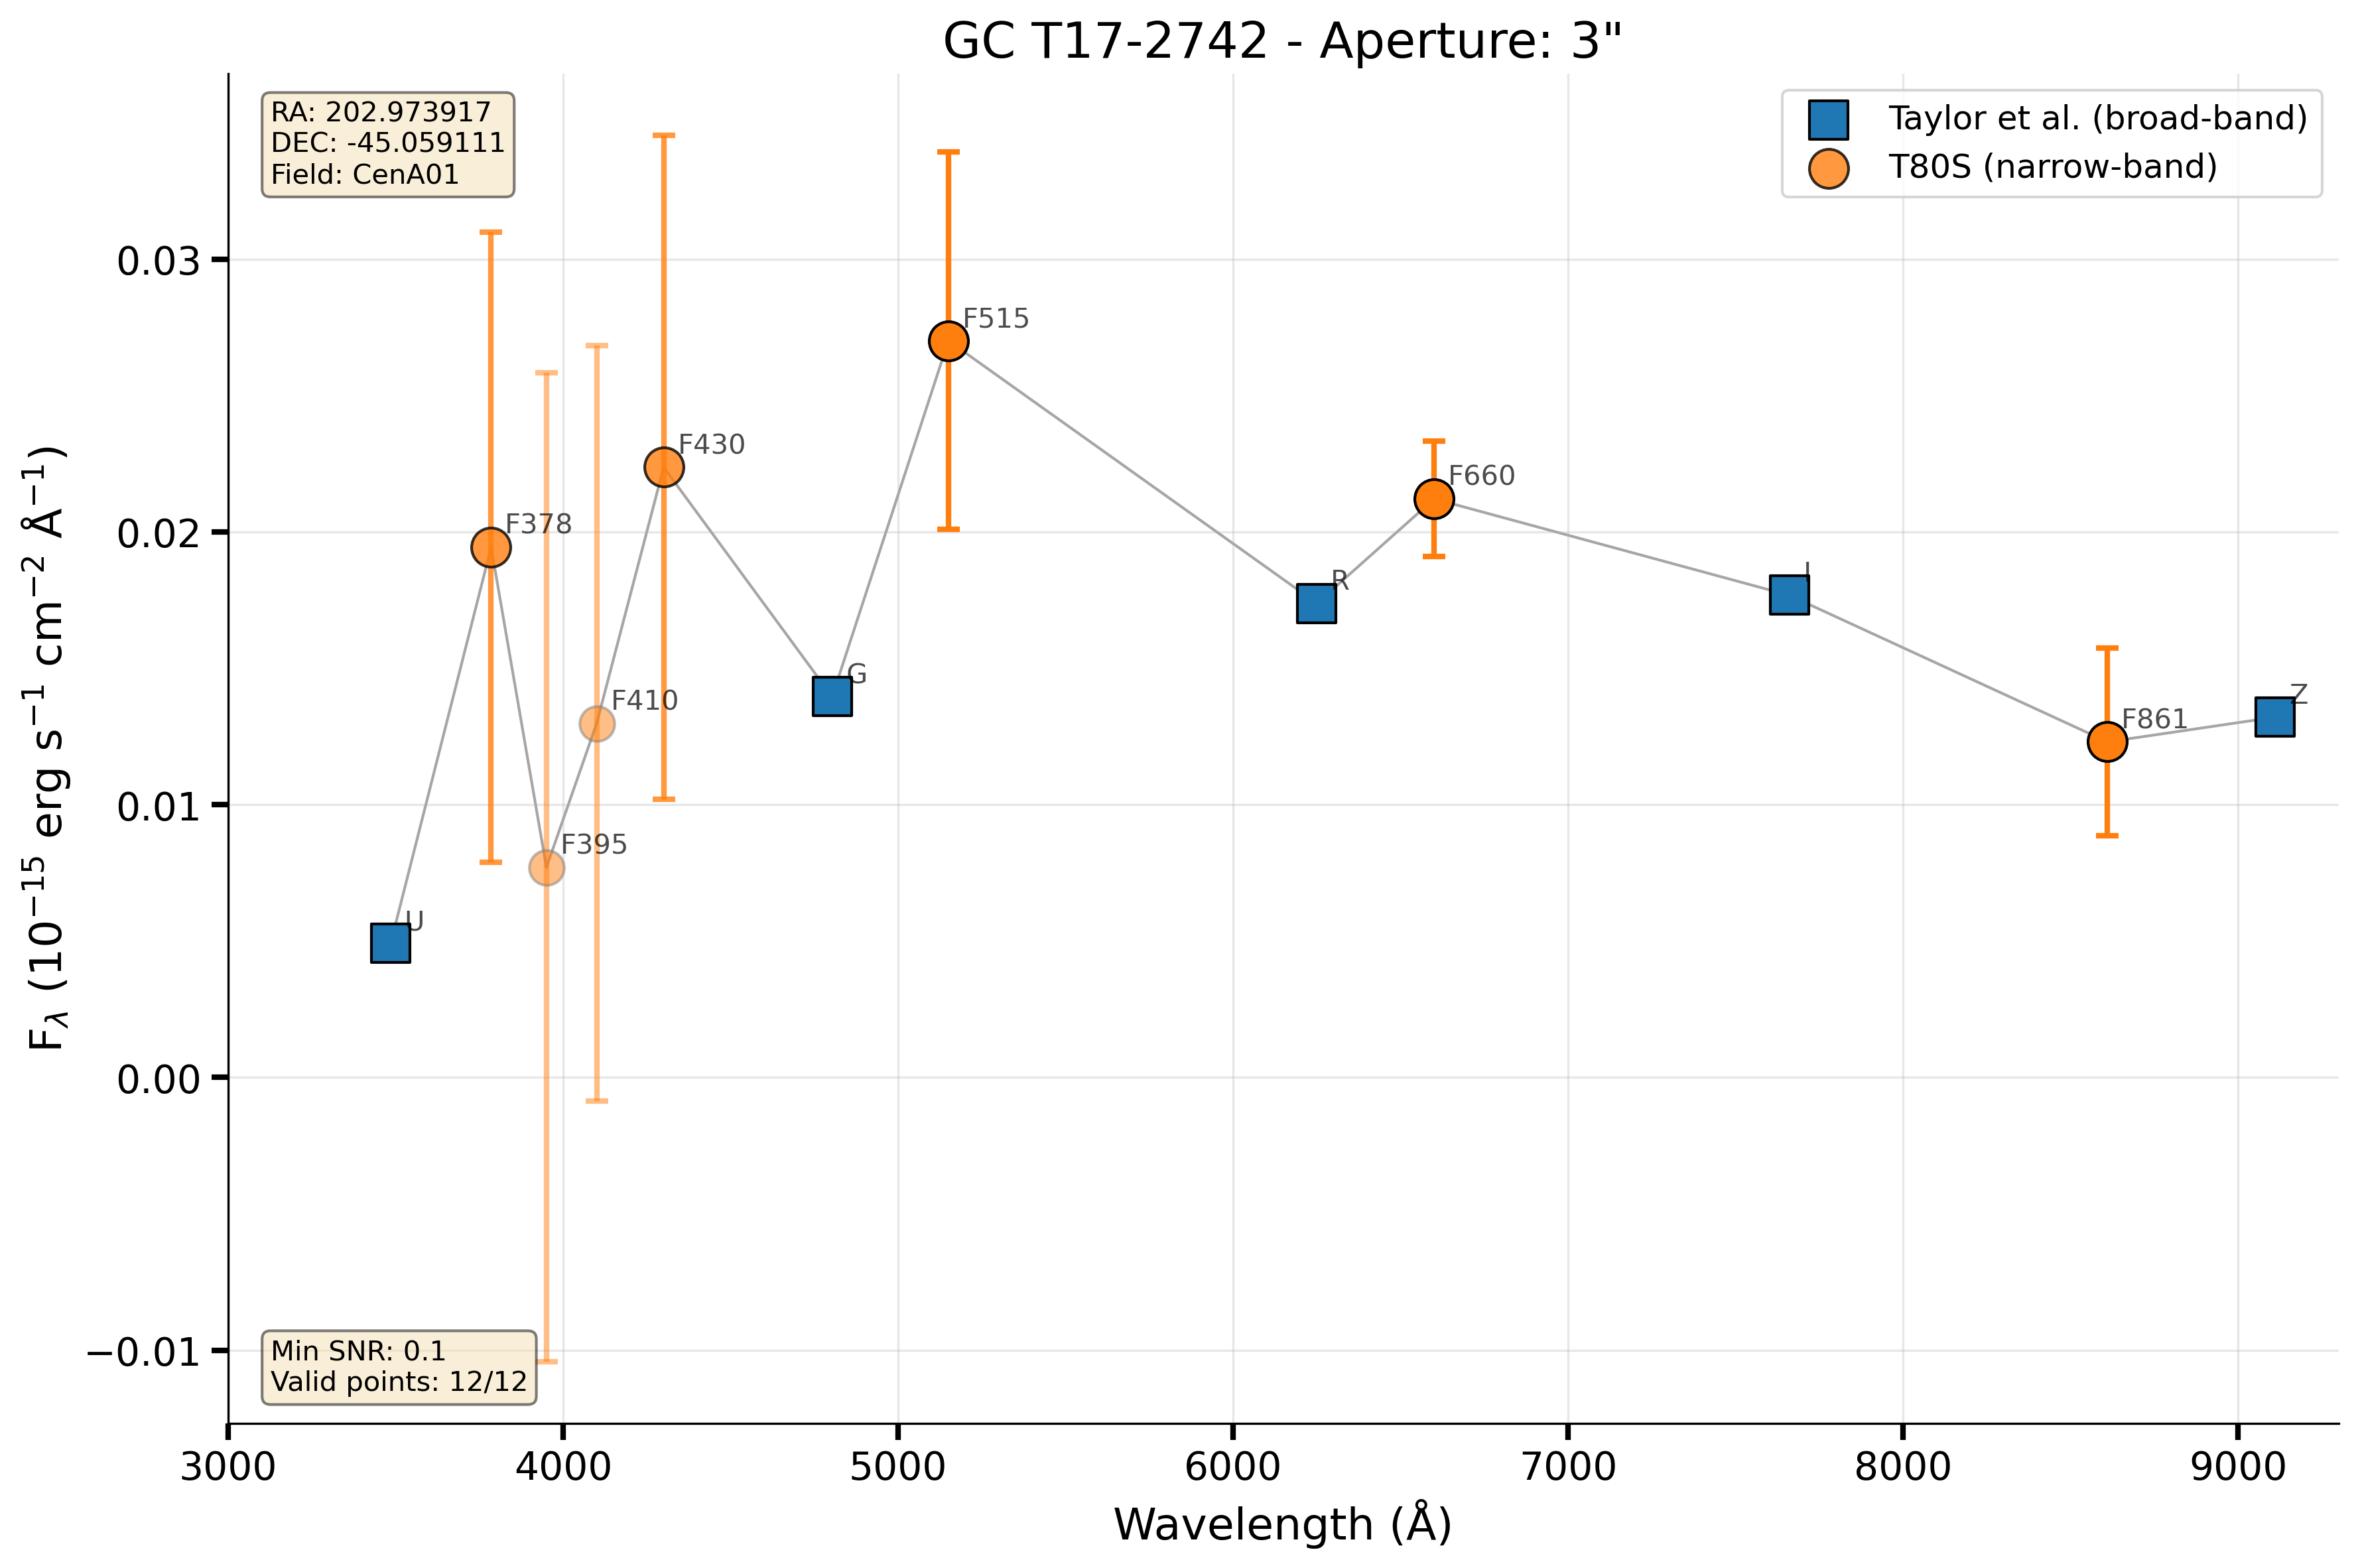 GC T17-2742 - Aperture: 3"
RA: 202.973917
DEC: -45.059111
Field: CenA01
Taylor et al. (broad-band)
T80S (narrow-band)
F_λ (10⁻¹⁵ erg s⁻¹ cm⁻² Å⁻¹)
0.03
0.02
0.01
0.00
−0.01
U
F378
F395
F410
F430
G
F515
R
F660
I
F861
Z
Min SNR: 0.1
Valid points: 12/12
3000
4000
5000
6000
7000
8000
9000
Wavelength (Å)